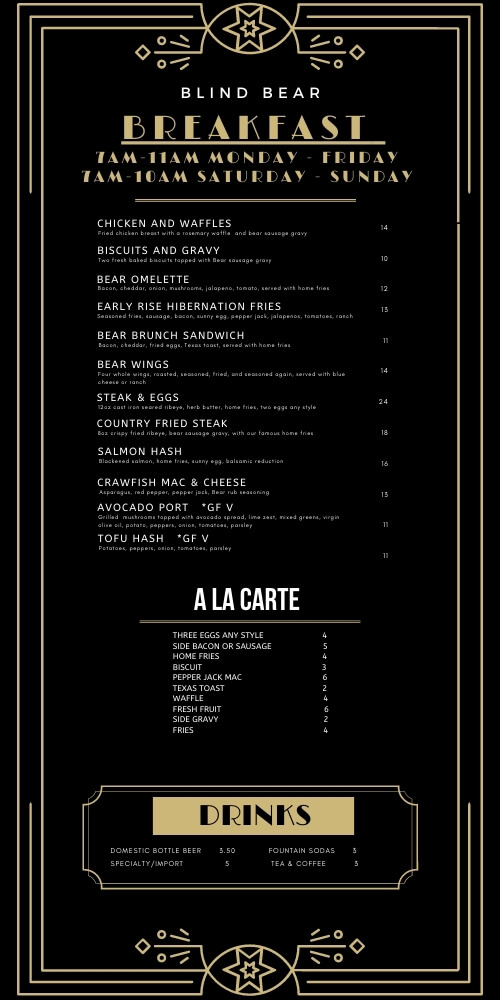 BLIND BEAR
BREAKFAST
7AM-11AM MONDAY - FRIDAY
7AM-10AM SATURDAY - SUNDAY
CHICKEN AND WAFFLES 14
Fried chicken breast with a rosemary waffle and bear sausage gravy
BISCUITS AND GRAVY 10
Two fresh baked biscuits topped with Bear sausage gravy
BEAR OMELETTE 12
Bacon, cheddar, onion, mushrooms, jalapeno, tomato, served with home fries
EARLY RISE HIBERNATION FRIES 13
Seasoned fries, sausage, bacon, sunny egg, pepper jack, jalapenos, tomatoes, ranch
BEAR BRUNCH SANDWICH 11
Bacon, cheddar, fried eggs, Texas toast, served with home fries
BEAR WINGS 14
Four whole wings, roasted, seasoned, fried, and seasoned again, served with blue
cheese or ranch
STEAK & EGGS 24
12oz cast iron seared ribeye, herb butter, home fries, two eggs any style
COUNTRY FRIED STEAK 18
8oz crispy fried ribeye, bear sausage gravy, with our famous home fries
SALMON HASH 16
Blackened salmon, home fries, sunny egg, balsamic reduction
CRAWFISH MAC & CHEESE 13
Asparagus, red pepper, pepper jack, Bear rub seasoning
AVOCADO PORT *GF V 11
Grilled mushrooms topped with avocado spread, lime zest, mixed greens, virgin
olive oil, potato, peppers, onion, tomatoes, parsley
TOFU HASH *GF V 11
Potatoes, peppers, onion, tomatoes, parsley
A LA CARTE
THREE EGGS ANY STYLE 4
SIDE BACON OR SAUSAGE 5
HOME FRIES 4
BISCUIT 3
PEPPER JACK MAC 6
TEXAS TOAST 2
WAFFLE 4
FRESH FRUIT 6
SIDE GRAVY 2
FRIES 4
DRINKS
DOMESTIC BOTTLE BEER 3.50 FOUNTAIN SODAS 3
SPECIALTY/IMPORT 5 TEA & COFFEE 3